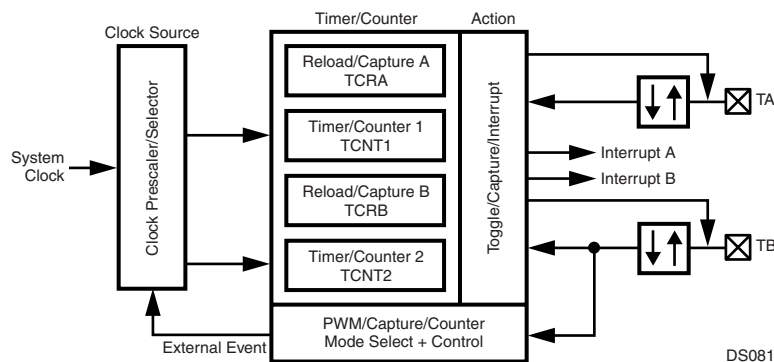 Timer/Counter
Action
Clock Source
Reload/Capture A
TCRA
Timer/Counter 1
TCNT1
Reload/Capture B
TCRB
Timer/Counter 2
TCNT2
Clock Prescaler/Selector
System
Clock
Toggle/Capture/Interrupt
TA
Interrupt A
Interrupt B
TB
PWM/Capture/Counter
Mode Select + Control
External Event
DS081